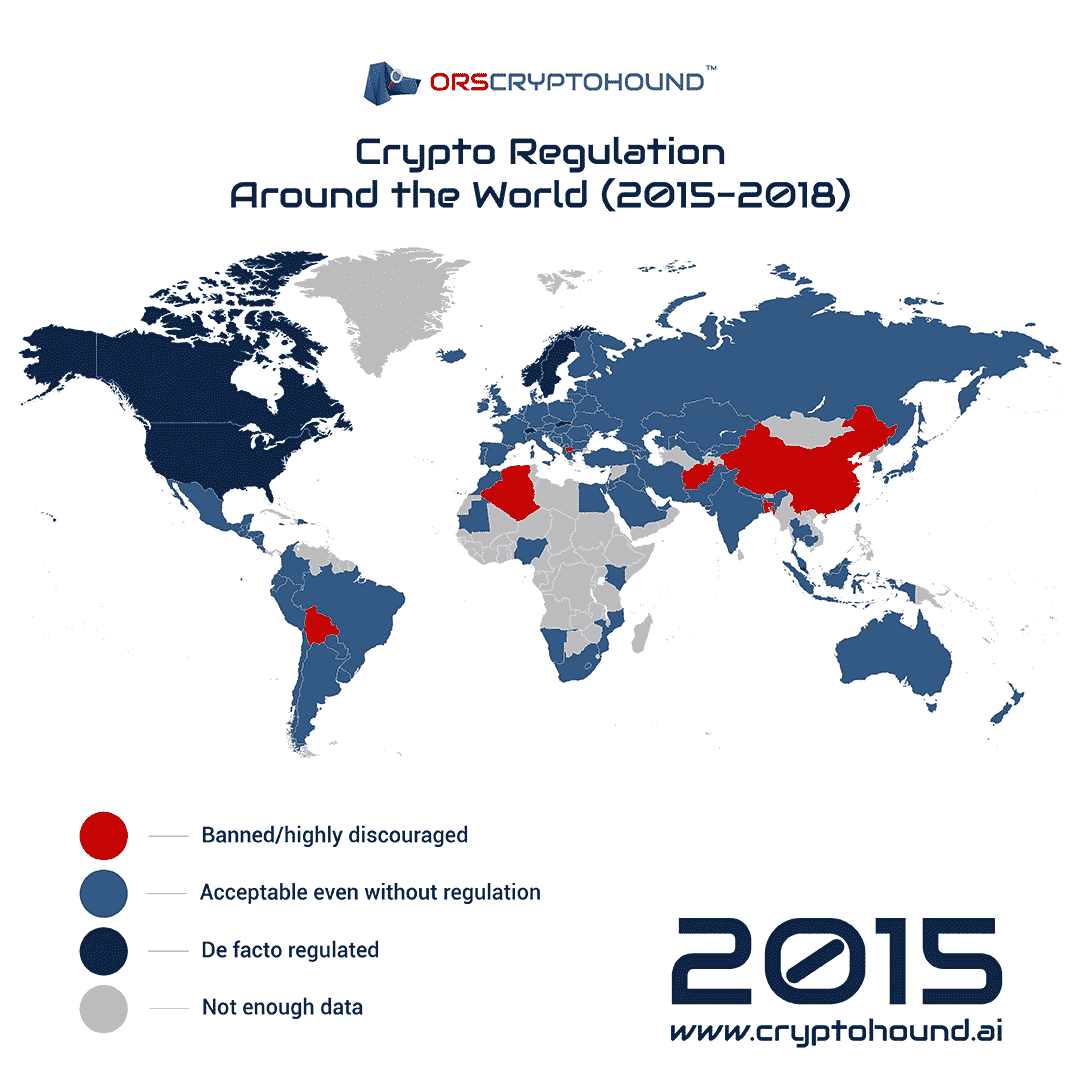 ORSCRYPTOHOUND™
Crypto Regulation
Around the World (2015-2018)
Banned/highly discouraged
Acceptable even without regulation
De facto regulated
Not enough data
2015
www.cryptohound.ai